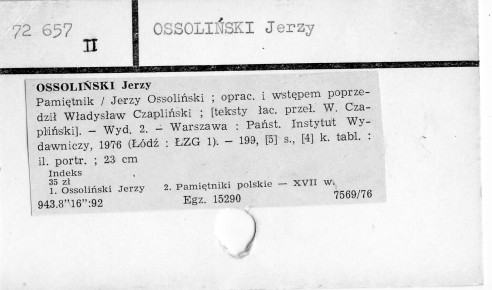 72 657 OSSOLIŃSKI Jerzy
II
OSSOLIŃSKI Jerzy
Pamiętnik / Jerzy Ossoliński ; oprac. i wstępem poprze-
dził Władysław Czapliński ; [teksty łac. przeł. W. Cza-
pliński]. — Wyd. 2. — Warszawa : Państ. Instytut Wy-
dawniczy, 1976 (Łódź : ŁZG 1). — 199, [5] s., [4] k. tabl. :
il. portr. ; 23 cm
Indeks
35 zł
1. Ossoliński Jerzy 2. Pamiętniki polskie — XVII w.
943.8"16":92 Egz. 15290 7569/76